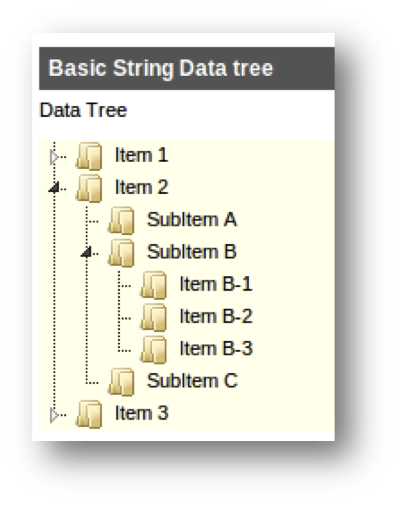 Basic String Data tree
Data Tree
Item 1
Item 2
SubItem A
SubItem B
Item B-1
Item B-2
Item B-3
SubItem C
Item 3